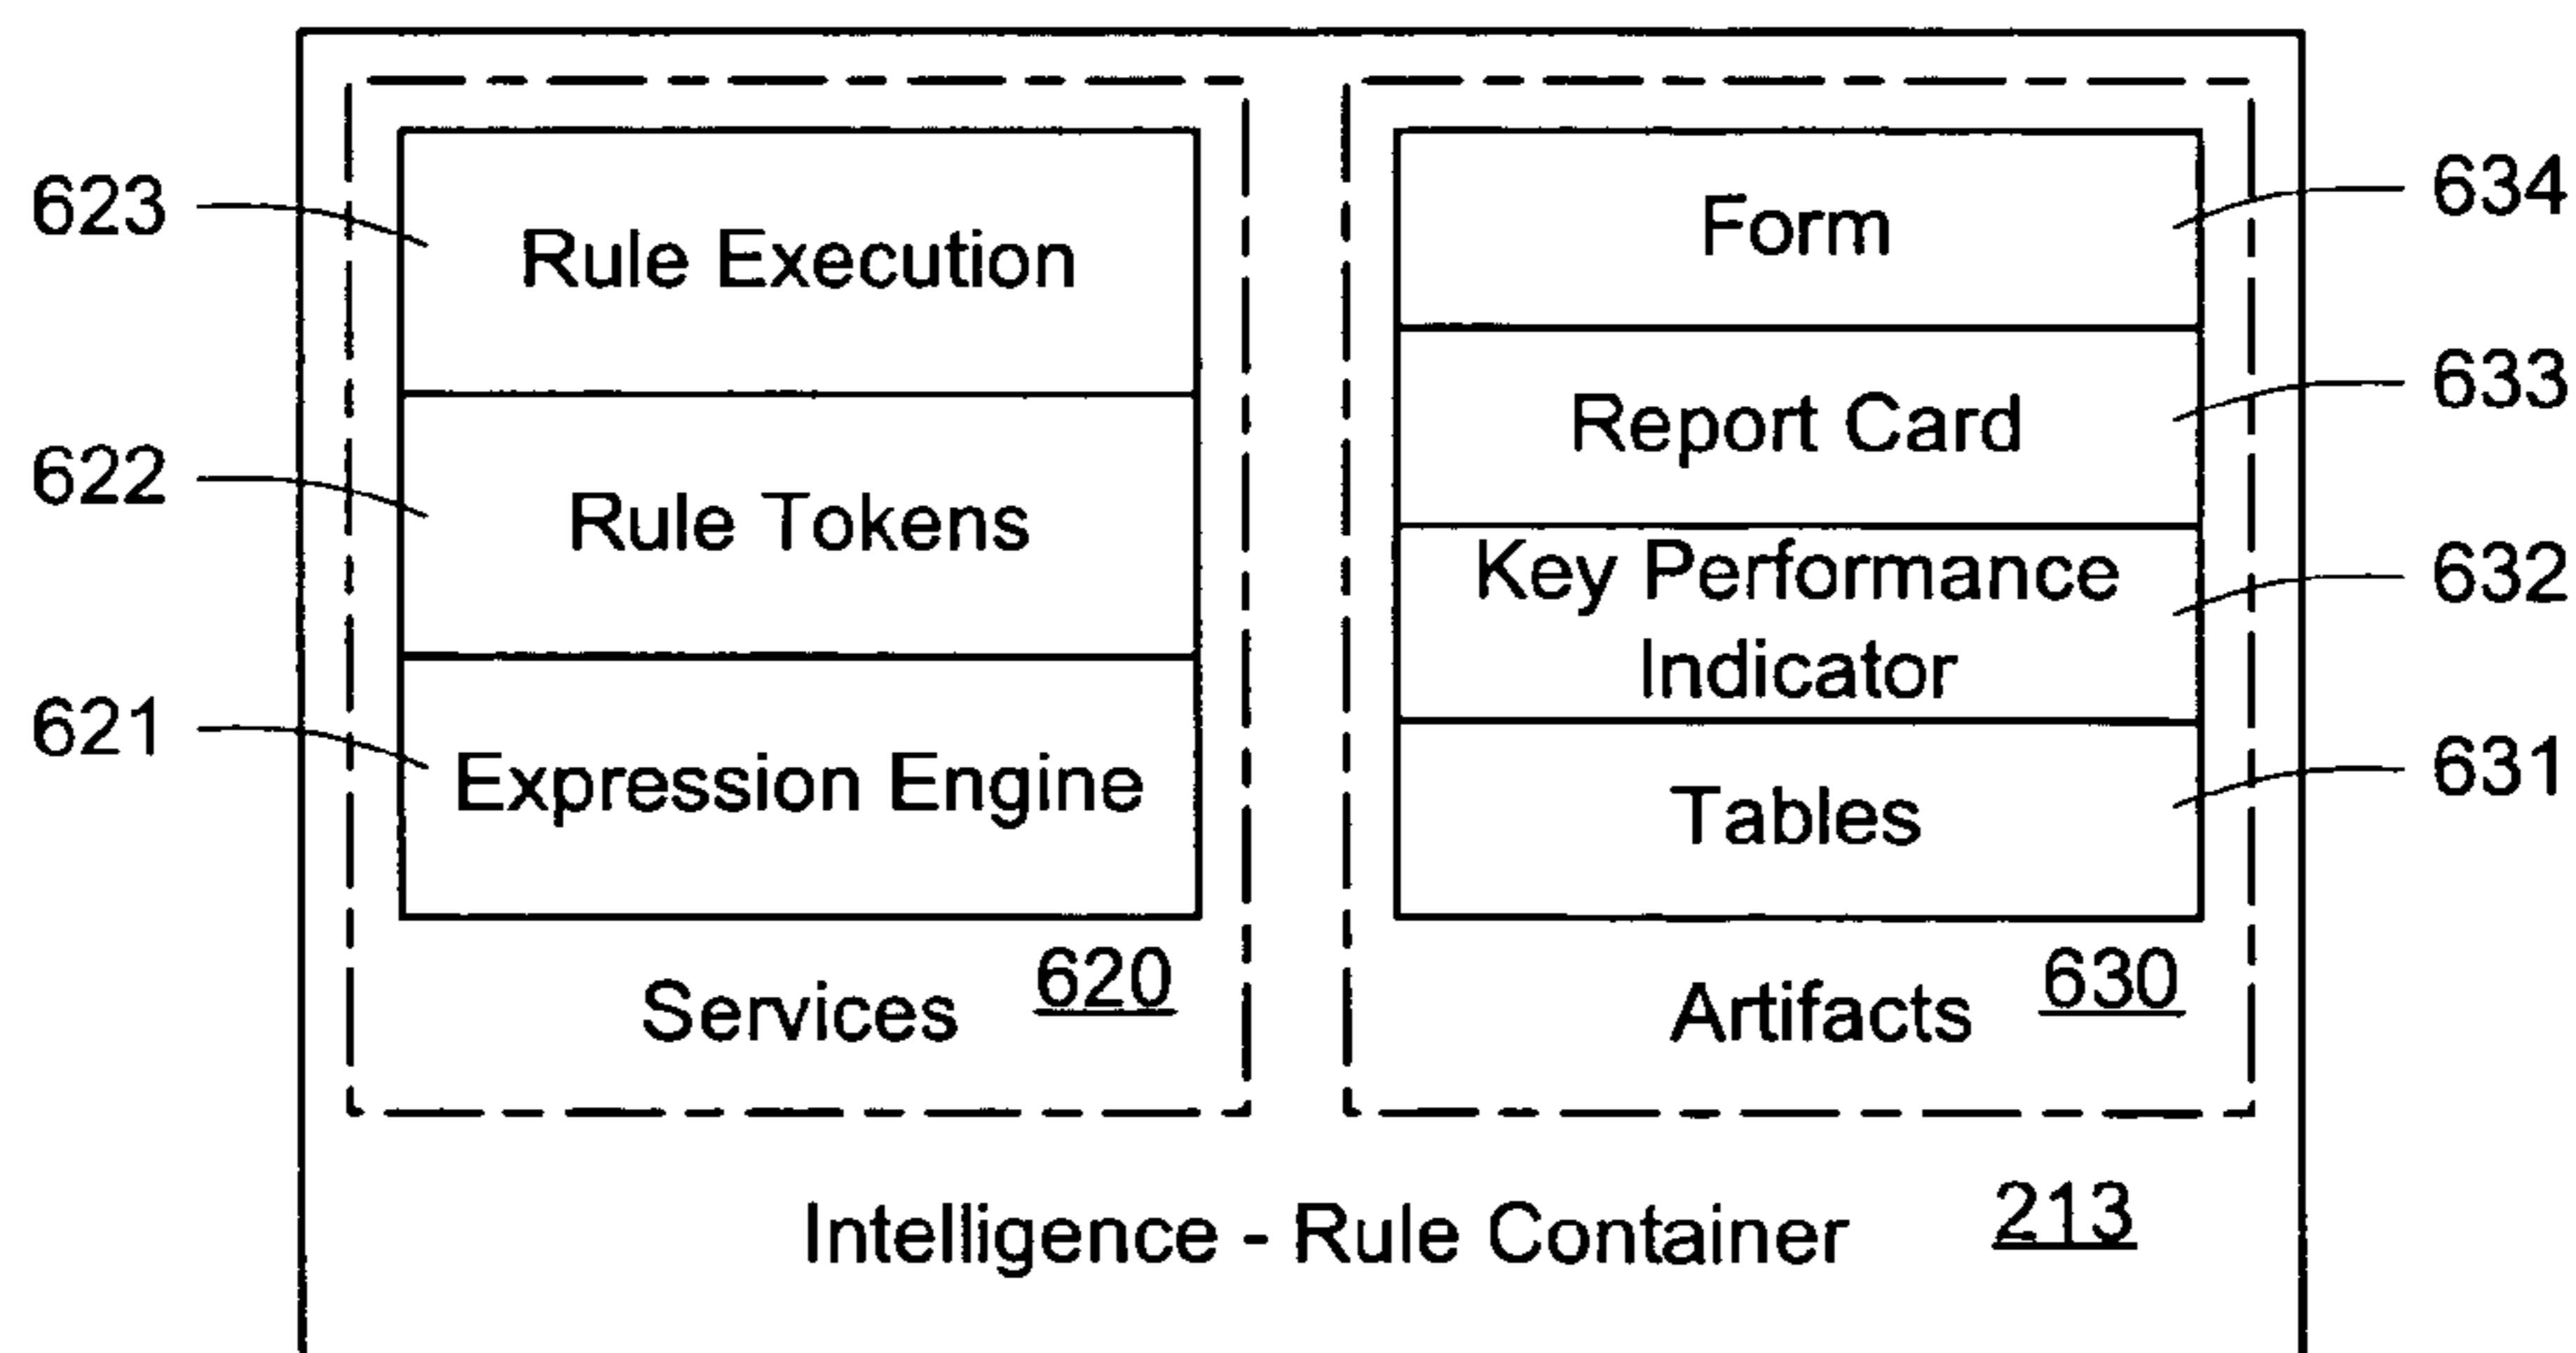 623
Rule Execution
622
Rule Tokens
621
Expression Engine
Services 620
Form
634
Report Card
633
Key Performance
Indicator
632
Tables
631
Artifacts 630
Intelligence - Rule Container 213